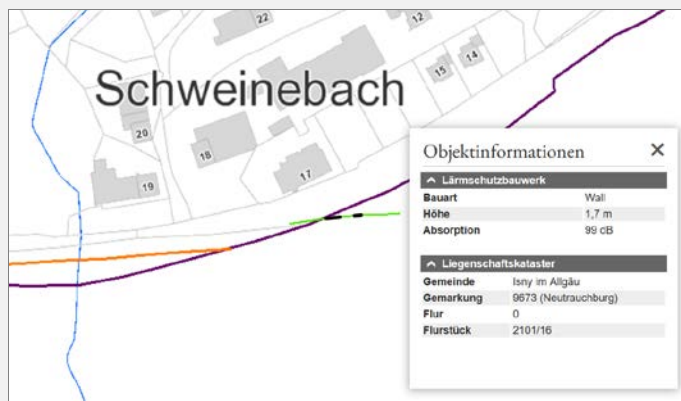 22
12
Schweinebach
15
14
20
18
17
19
Objektinformationen
Lärmschutzbauwerk
Bauart Wall
Höhe 1,7 m
Absorption 99 dB
Liegenschaftskataster
Gemeinde Isny im Allgäu
Gemarkung 9673 (Neutrauchburg)
Flur 0
Flurstück 2101/16